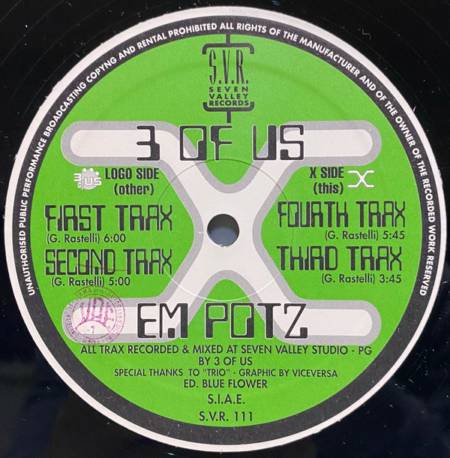 UNAUTHORISED PUBLIC PERFORMANCE BROADCASTING COPYNG AND RENTAL PROHIBITED ALL RIGHTS OF THE MANUFACTURER AND OF THE OWNER OF THE RECORDED WORK RESERVED
S.V.R.
SEVEN
VALLEY
RECORDS
3 OF US
LOGO SIDE
(other)
X SIDE
(this)
3 OF
US
FIRST TRAX
(G. Rastelli) 6:00
SECOND TRAX
(G. Rastelli) 5:00
FOURTH TRAX
(G. Rastelli) 5:45
THIRD TRAX
(G. Rastelli) 3:45
EM POTZ
ALL TRAX RECORDED & MIXED AT SEVEN VALLEY STUDIO - PG
BY 3 OF US
SPECIAL THANKS TO "TRIO" - GRAPHIC BY VICEVERSA
ED. BLUE FLOWER
S.I.A.E.
S.V.R. 111